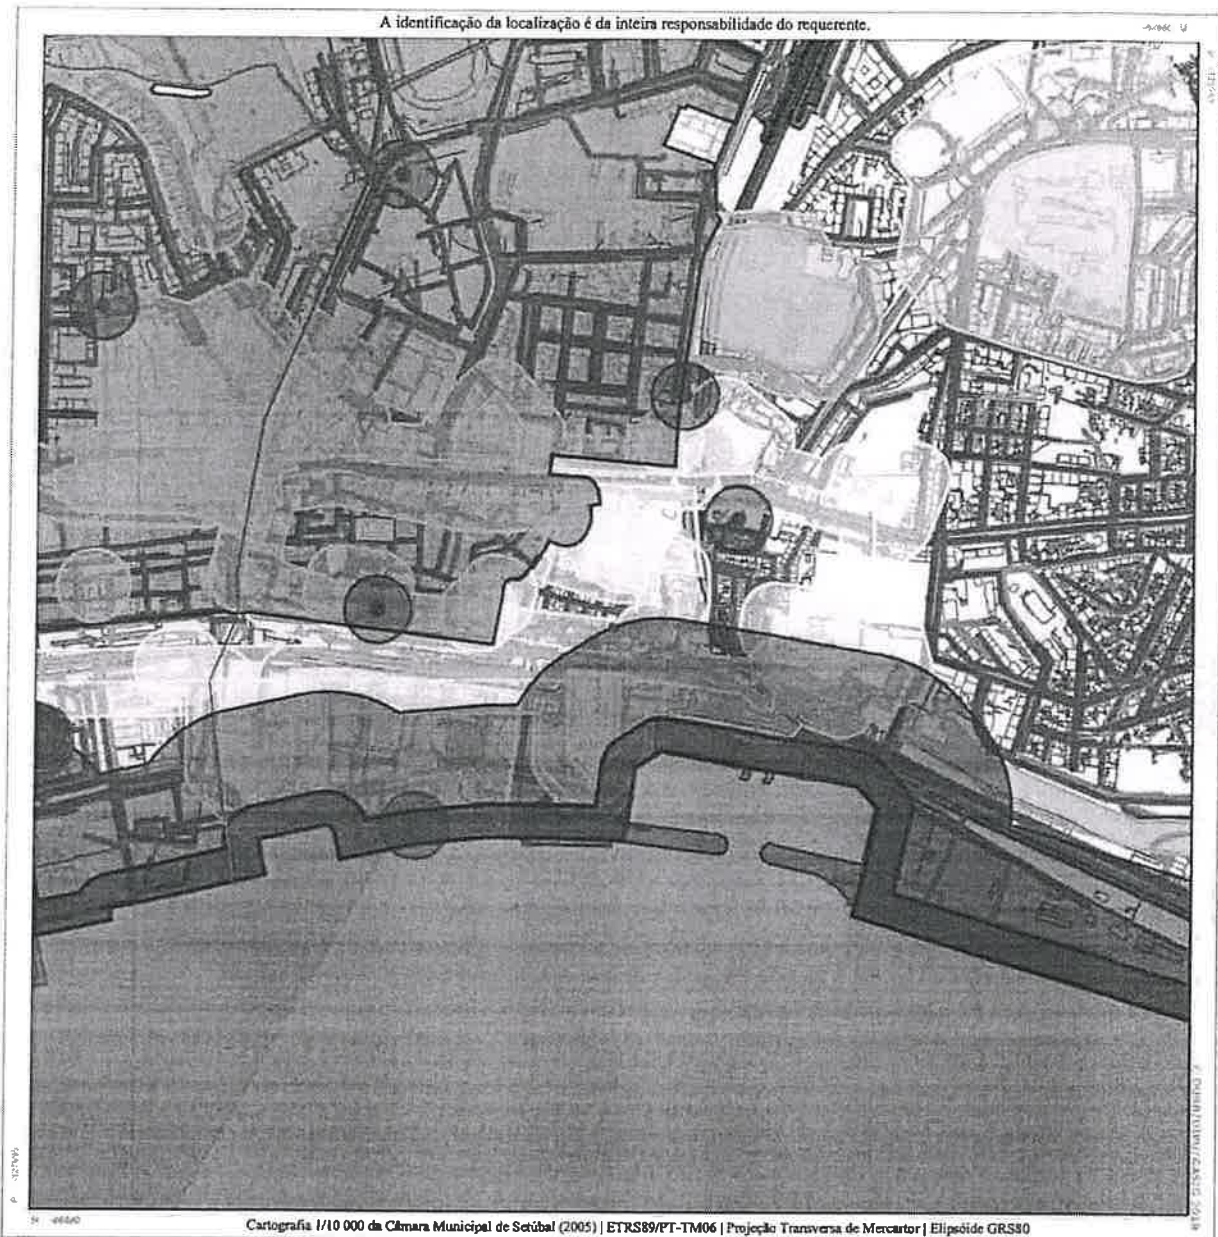 A identificação da localização é da inteira responsabilidade do requerente.
Cartografia 1/10 000 da Câmara Municipal de Setúbal (2005) | ETRS89/PT-TM06 | Projeção Transversa de Mercartor | Elipsóide GRS80